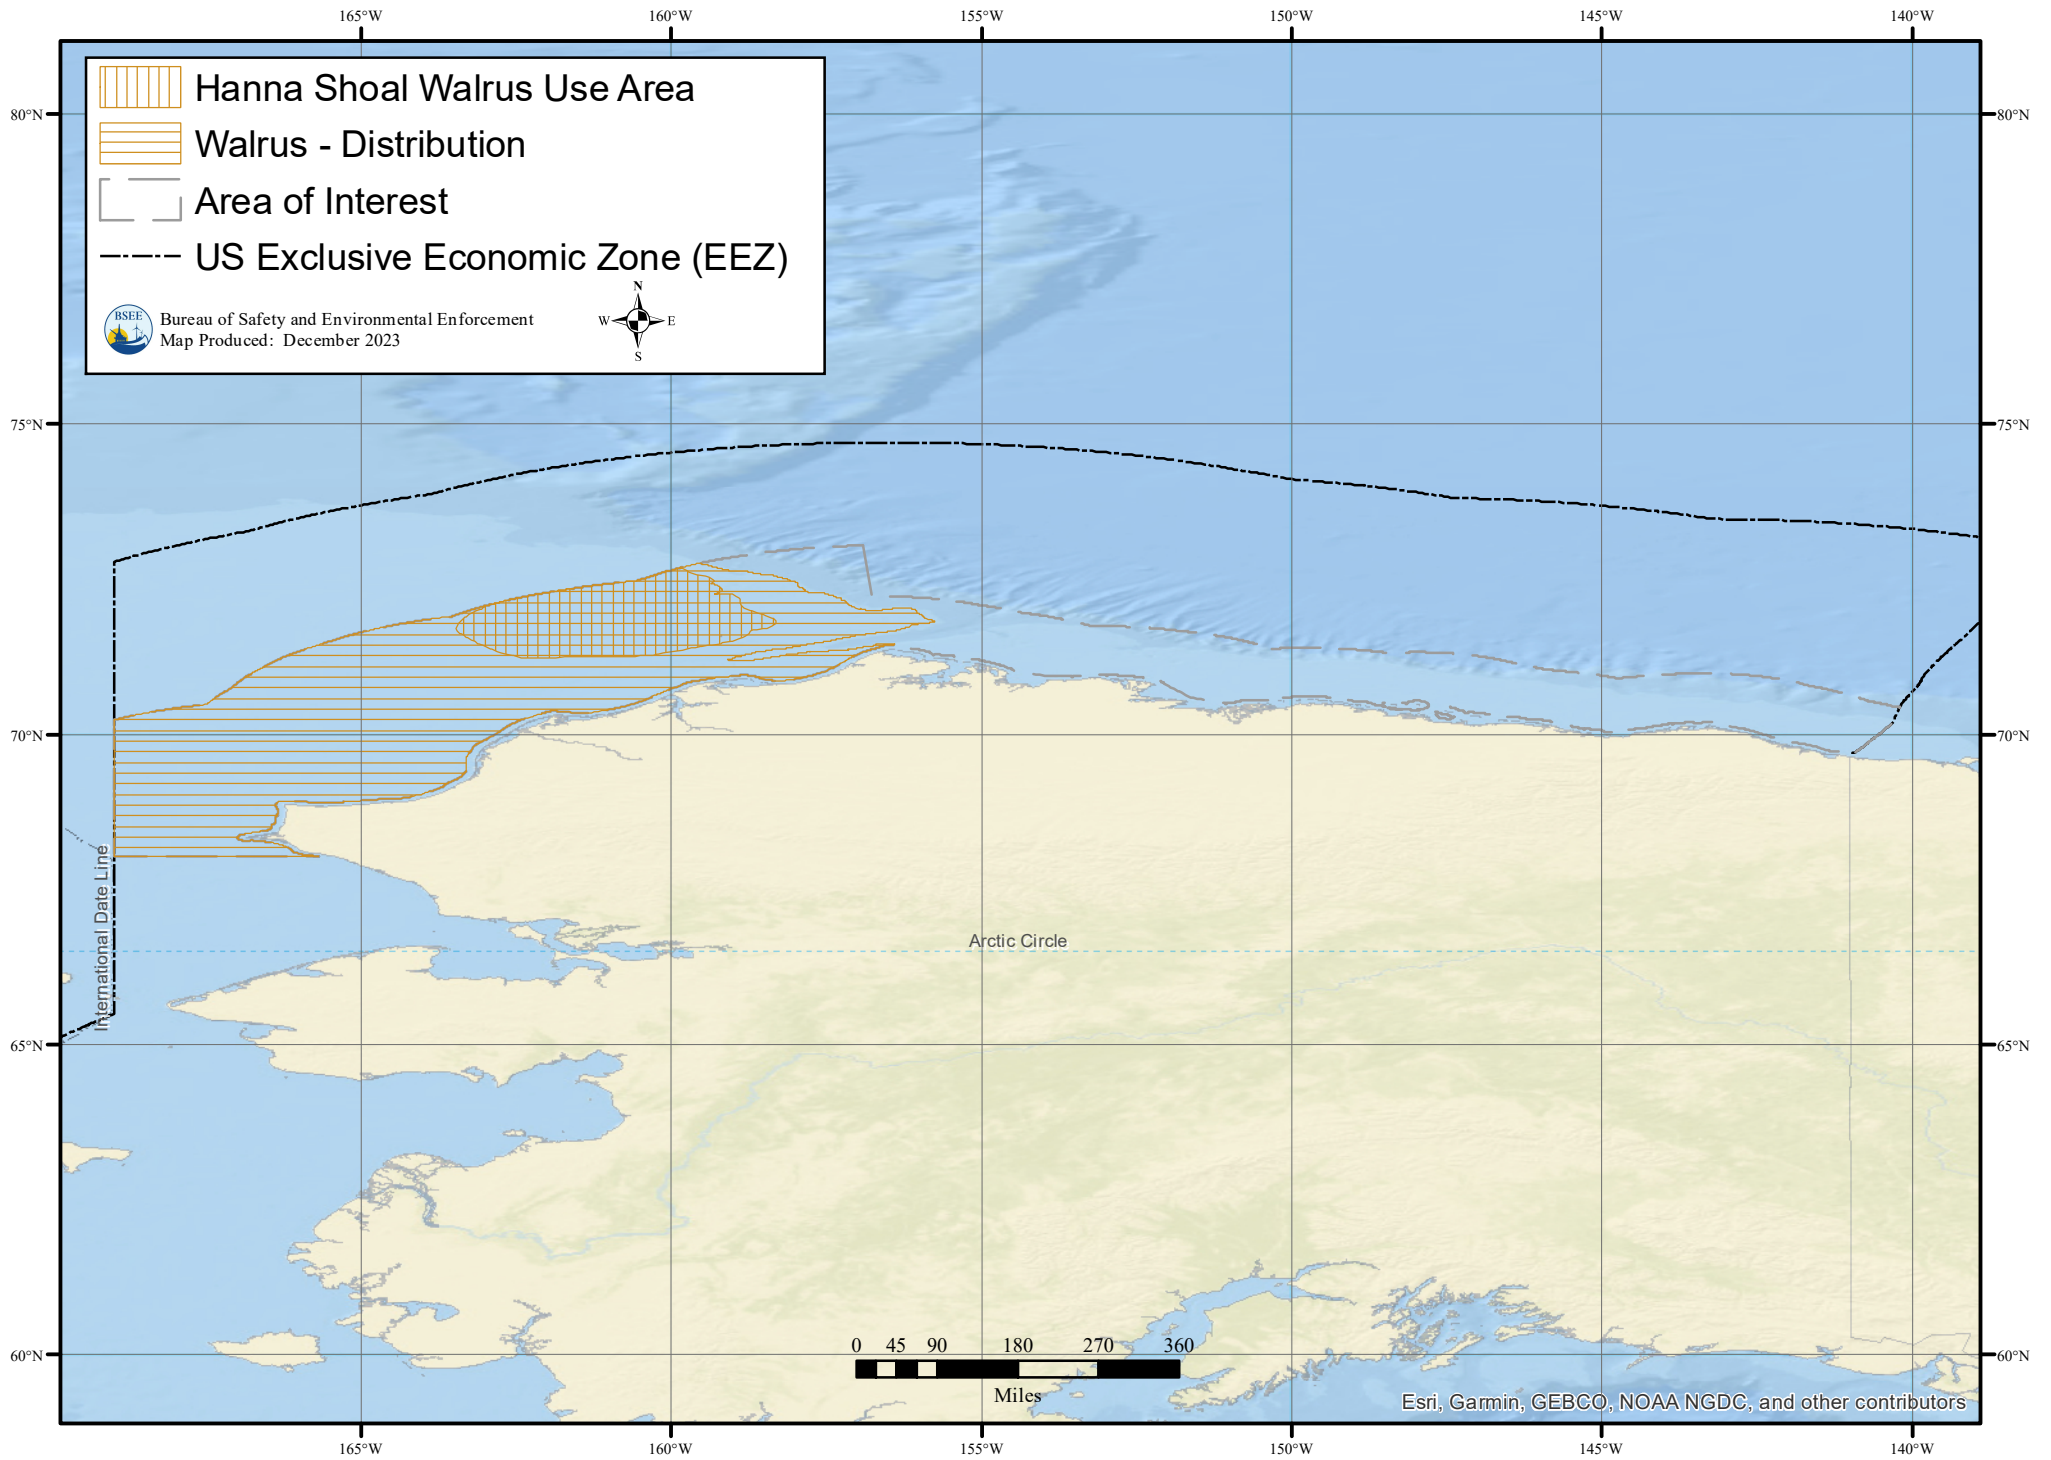 165°W 160°W 155°W 150°W 145°W 140°W
Hanna Shoal Walrus Use Area
Walrus - Distribution
Area of Interest
US Exclusive Economic Zone (EEZ)
BSEE
Bureau of Safety and Environmental Enforcement
Map Produced: December 2023
N
W E
S
80°N 80°N
75°N 75°N
70°N 70°N
International Date Line
Arctic Circle
65°N 65°N
0 45 90 180 270 360
Miles
60°N 60°N
Esri, Garmin, GEBCO, NOAA NGDC, and other contributors
165°W 160°W 155°W 150°W 145°W 140°W